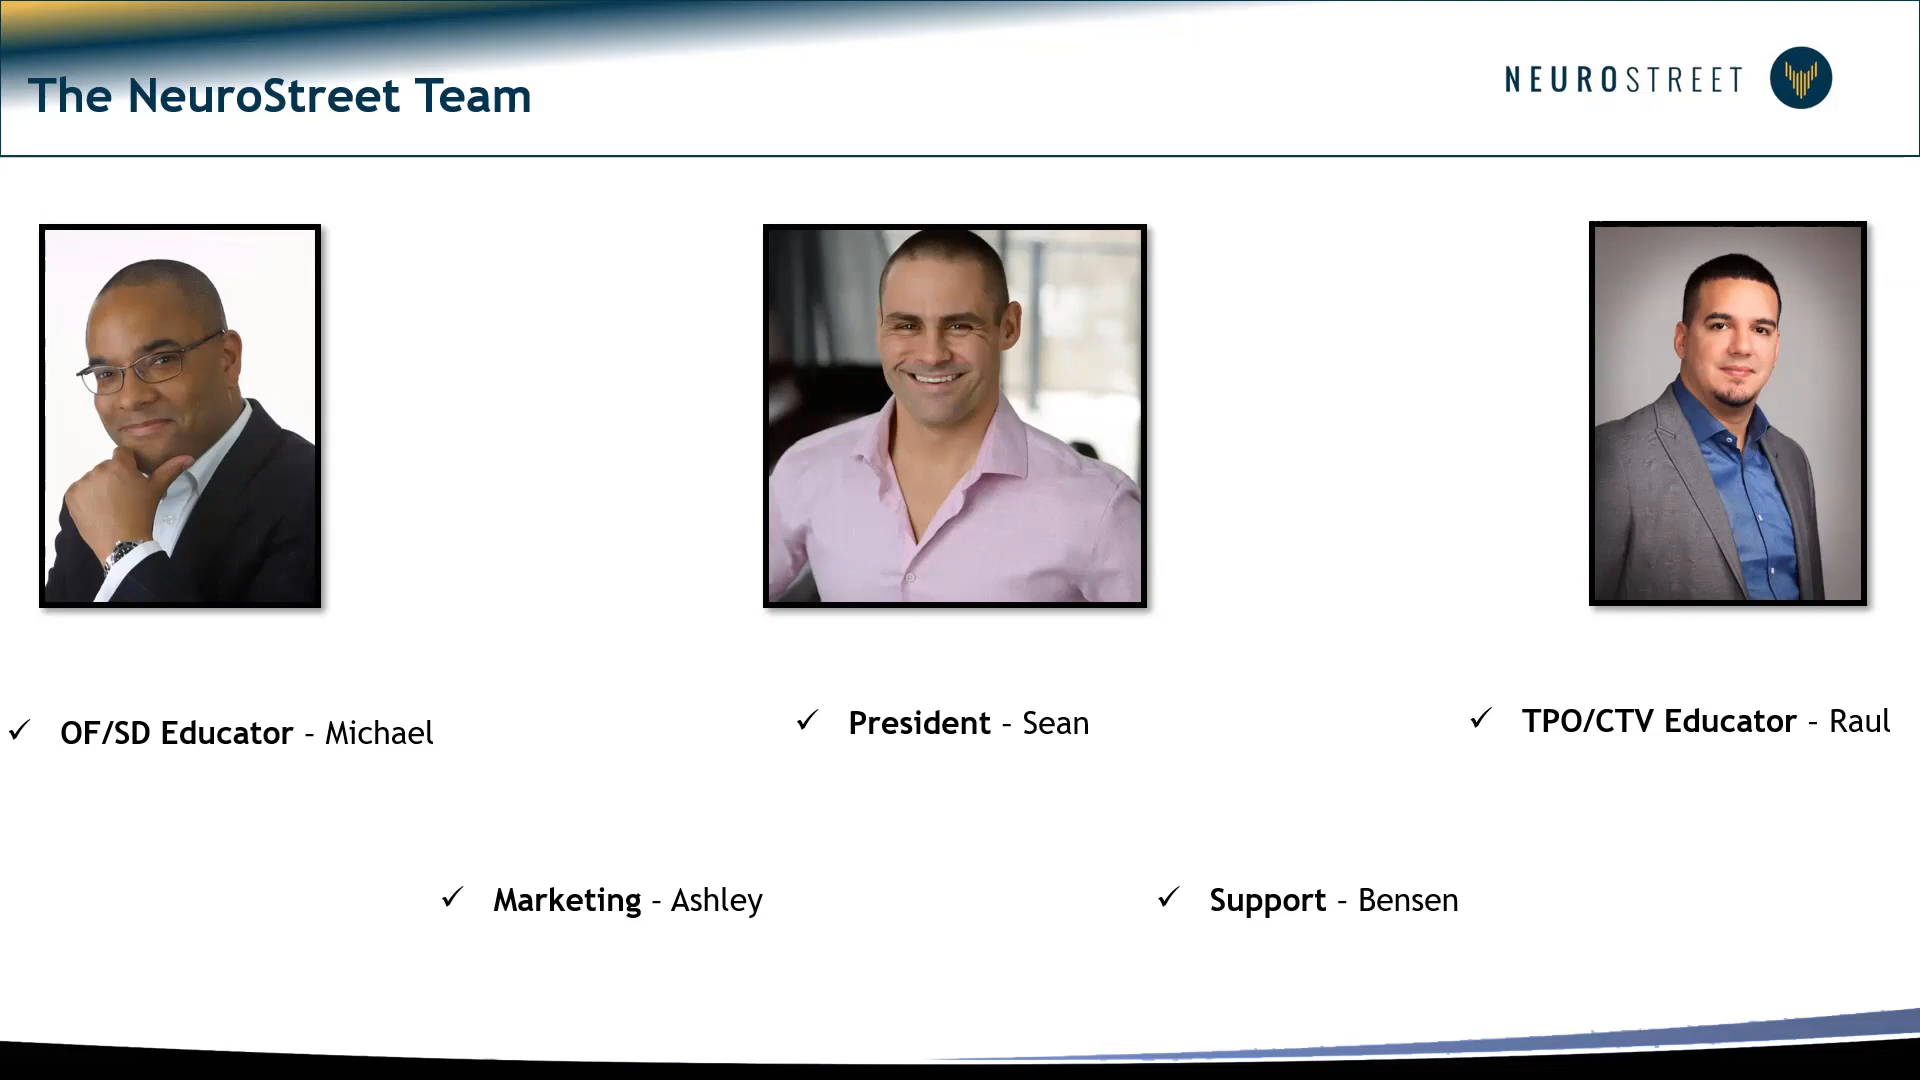 The NeuroStreet Team
NEUROSTREET
✓ OF/SD Educator – Michael
✓ President – Sean
✓ TPO/CTV Educator – Raul
✓ Marketing – Ashley
✓ Support – Bensen